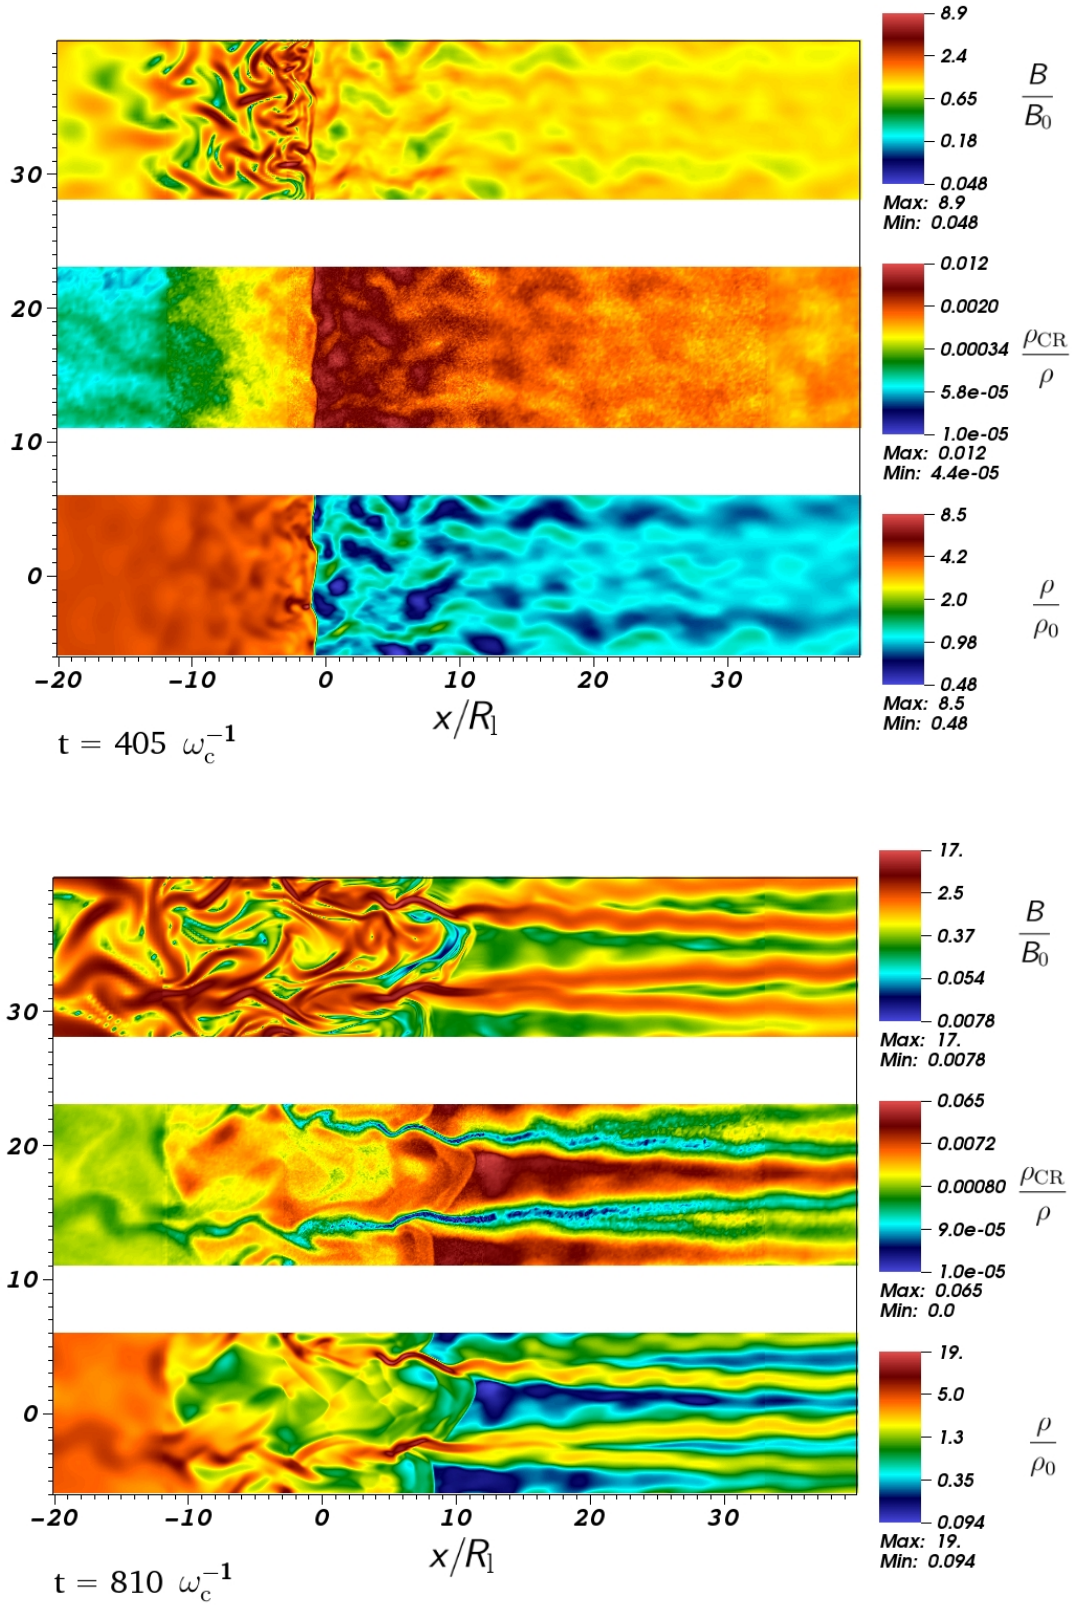 8.9
2.4
0.65
0.18
0.048
Max: 8.9
Min: 0.048
B
B₀
30
0.012
0.0020
0.00034
5.8e-05
1.0e-05
Max: 0.012
Min: 4.4e-05
ρCR
ρ
20
10
8.5
4.2
2.0
0.98
0.48
Max: 8.5
Min: 0.48
ρ
ρ₀
0
−20 −10 0 10 20 30
x/Rₗ
t = 405 ωc⁻¹
17.
2.5
0.37
0.054
0.0078
Max: 17.
Min: 0.0078
B
B₀
30
0.065
0.0072
0.00080
9.0e-05
1.0e-05
Max: 0.065
Min: 0.0
ρCR
ρ
20
10
19.
5.0
1.3
0.35
0.094
Max: 19.
Min: 0.094
ρ
ρ₀
0
−20 −10 0 10 20 30
x/Rₗ
t = 810 ωc⁻¹